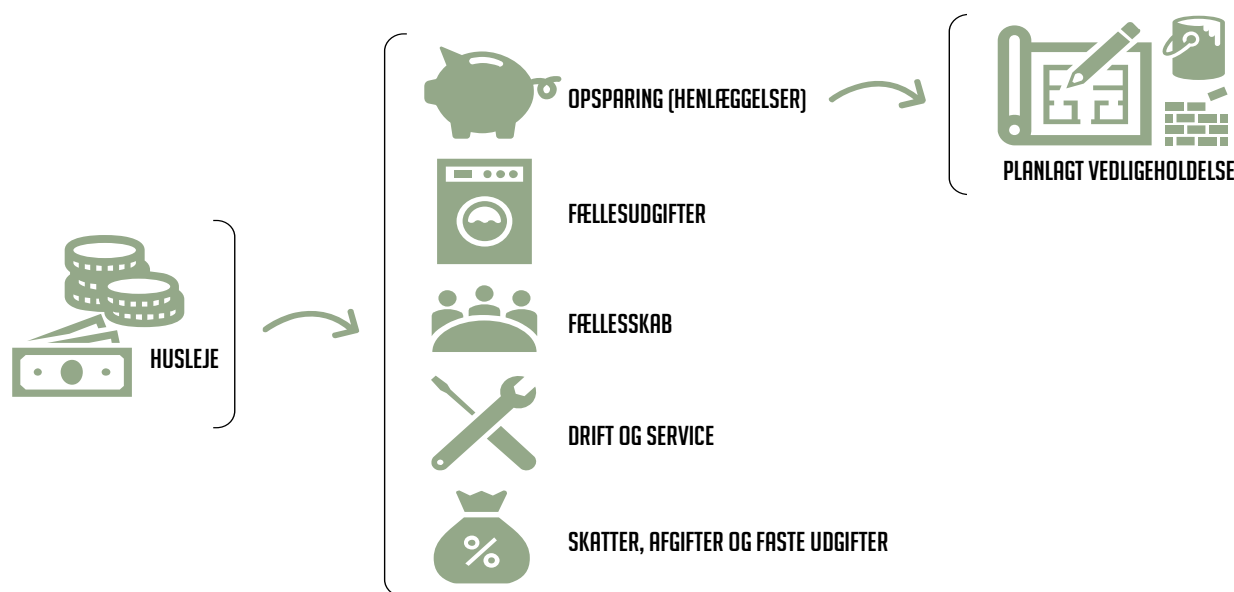 HUSLEJE
OPSPARING (HENLÆGGELSER)
FÆLLESUDGIFTER
FÆLLESSKAB
DRIFT OG SERVICE
SKATTER, AFGIFTER OG FASTE UDGIFTER
PLANLAGT VEDLIGEHOLDELSE
%